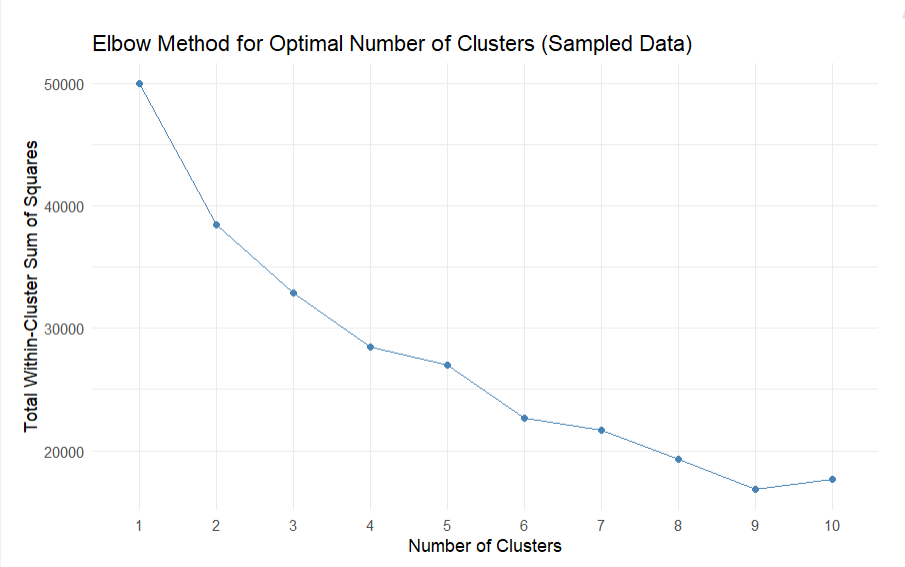 Elbow Method for Optimal Number of Clusters (Sampled Data)
Total Within-Cluster Sum of Squares
50000
40000
30000
20000
1 2 3 4 5 6 7 8 9 10
Number of Clusters